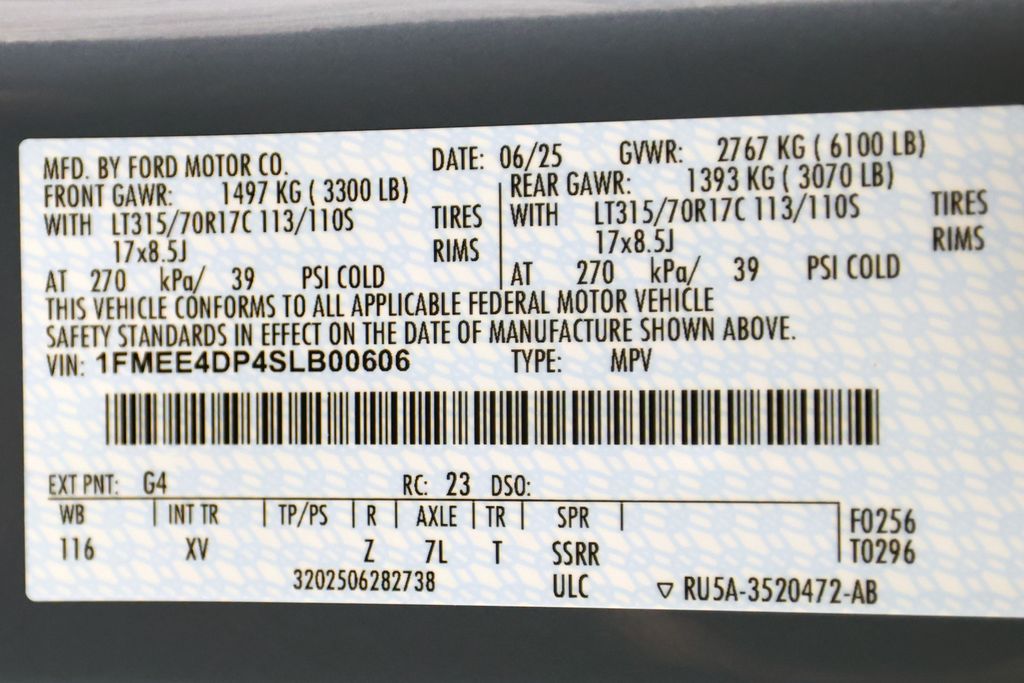 MFD. BY FORD MOTOR CO. DATE: 06/25 GVWR: 2767 KG ( 6100 LB)
FRONT GAWR: 1497 KG ( 3300 LB) REAR GAWR: 1393 KG ( 3070 LB)
WITH LT315/70R17C 113/110S TIRES WITH LT315/70R17C 113/110S TIRES
17x8.5J RIMS 17x8.5J RIMS
AT 270 kPa/ 39 PSI COLD AT 270 kPa/ 39 PSI COLD
THIS VEHICLE CONFORMS TO ALL APPLICABLE FEDERAL MOTOR VEHICLE
SAFETY STANDARDS IN EFFECT ON THE DATE OF MANUFACTURE SHOWN ABOVE.
VIN: 1FMEE4DP4SLB00606 TYPE: MPV
EXT PNT: G4 RC: 23 DSO:
WB INT TR TP/PS R AXLE TR SPR F0256
116 XV Z 7L T SSRR T0296
3202506282738 ULC ▽ RU5A-3520472-AB